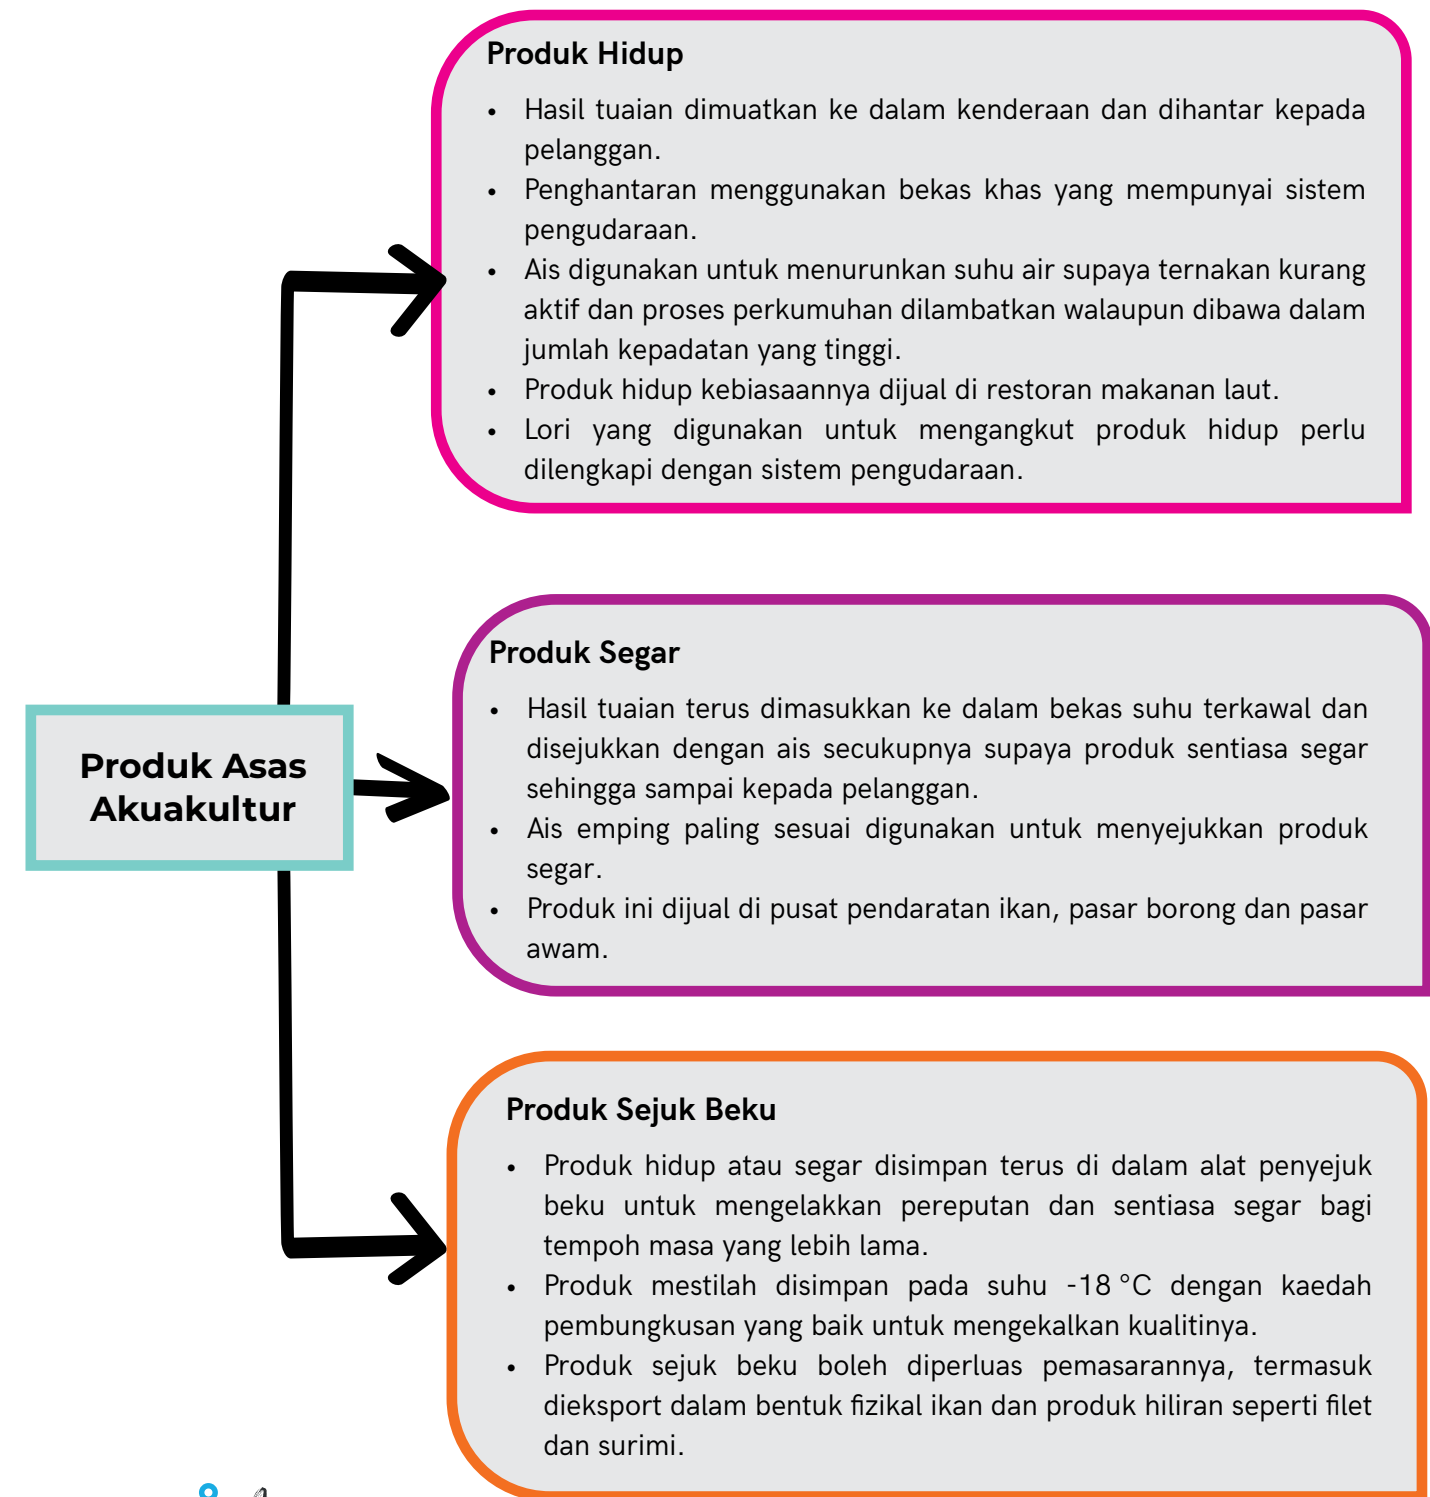 Produk Hidup
• Hasil tuaian dimuatkan ke dalam kenderaan dan dihantar kepada
pelanggan.
• Penghantaran menggunakan bekas khas yang mempunyai sistem
pengudaraan.
• Ais digunakan untuk menurunkan suhu air supaya ternakan kurang
aktif dan proses perkumuhan dilambatkan walaupun dibawa dalam
jumlah kepadatan yang tinggi.
• Produk hidup kebiasaannya dijual di restoran makanan laut.
• Lori yang digunakan untuk mengangkut produk hidup perlu
dilengkapi dengan sistem pengudaraan.
Produk Asas
Akuakultur
Produk Segar
• Hasil tuaian terus dimasukkan ke dalam bekas suhu terkawal dan
disejukkan dengan ais secukupnya supaya produk sentiasa segar
sehingga sampai kepada pelanggan.
• Ais emping paling sesuai digunakan untuk menyejukkan produk
segar.
• Produk ini dijual di pusat pendaratan ikan, pasar borong dan pasar
awam.
Produk Sejuk Beku
• Produk hidup atau segar disimpan terus di dalam alat penyejuk
beku untuk mengelakkan pereputan dan sentiasa segar bagi
tempoh masa yang lebih lama.
• Produk mestilah disimpan pada suhu -18 °C dengan kaedah
pembungkusan yang baik untuk mengekalkan kualitinya.
• Produk sejuk beku boleh diperluas pemasarannya, termasuk
dieksport dalam bentuk fizikal ikan dan produk hiliran seperti filet
dan surimi.